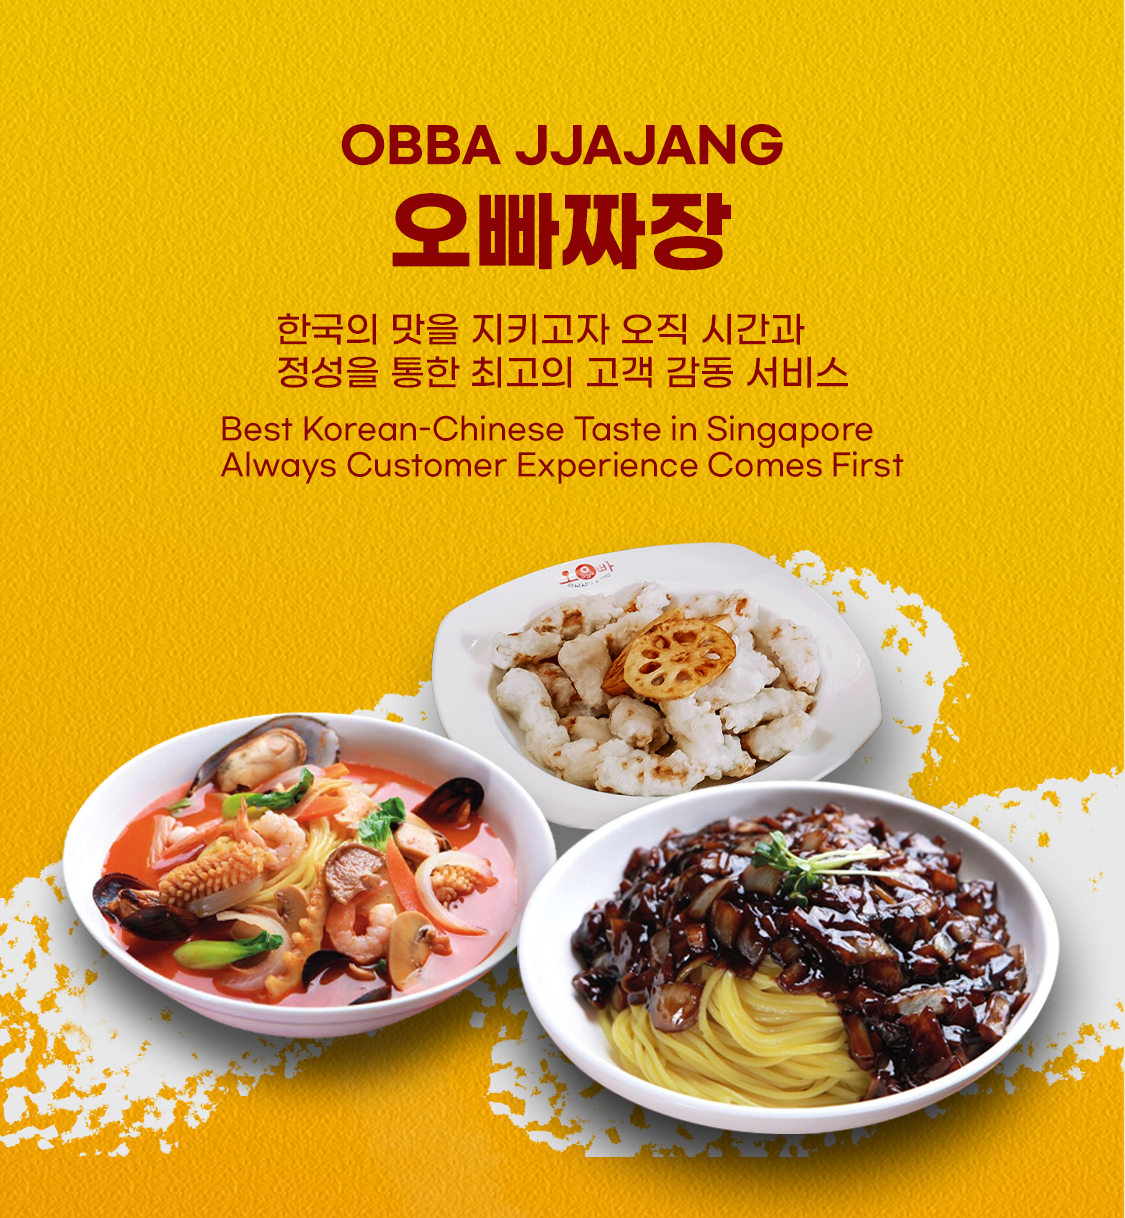 OBBA JJAJANG
오빠짜장
한국의 맛을 지키고자 오직 시간과
정성을 통한 최고의 고객 감동 서비스
Best Korean-Chinese Taste in Singapore
Always Customer Experience Comes First